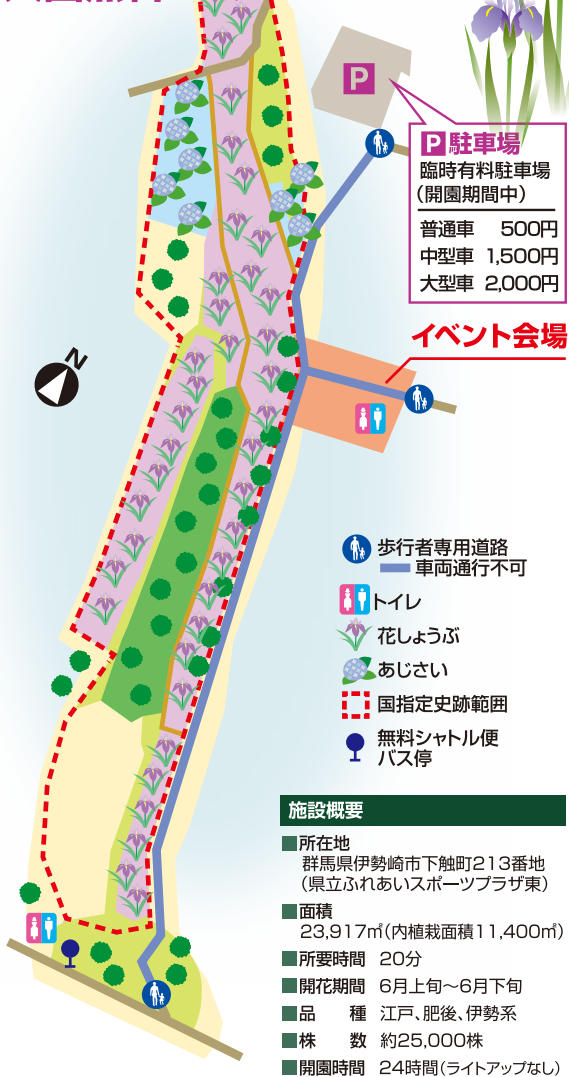 P
P駐車場
臨時有料駐車場
(開園期間中)
普通車 500円
中型車 1,500円
大型車 2,000円
イベント会場
N
歩行者専用道路
車両通行不可
トイレ
花しょうぶ
あじさい
国指定史跡範囲
無料シャトル便
バス停
施設概要
■所在地
群馬県伊勢崎市下触町213番地
(県立ふれあいスポーツプラザ東)
■面積
23,917㎡(内植栽面積11,400㎡)
■所要時間 20分
■開花期間 6月上旬〜6月下旬
■品種 江戸、肥後、伊勢系
■株数 約25,000株
■開園時間 24時間(ライトアップなし)